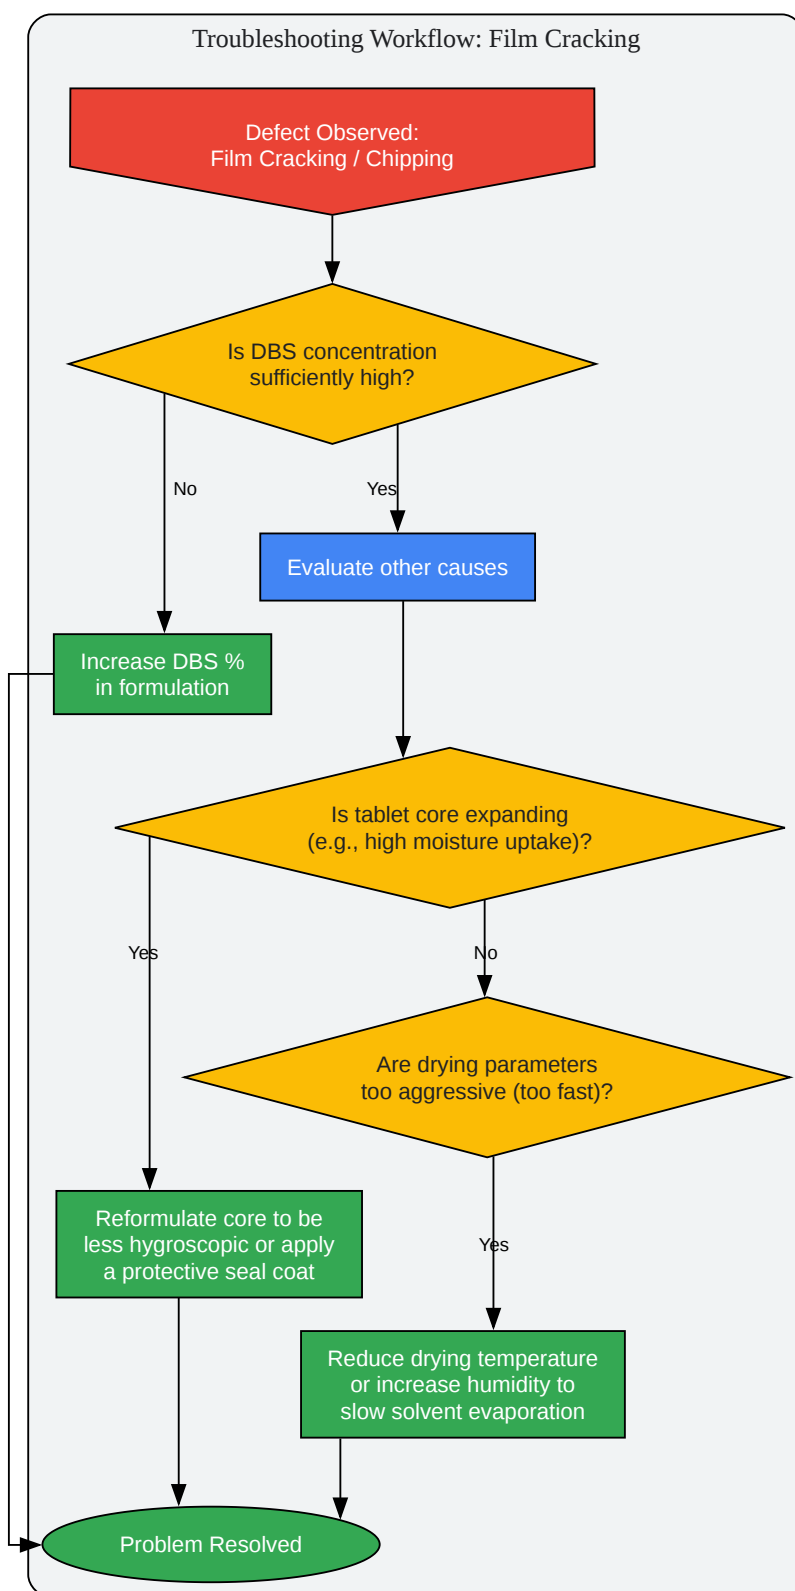 Troubleshooting Workflow: Film Cracking
Defect Observed:
Film Cracking / Chipping
Is DBS concentration
sufficiently high?
No
Yes
Evaluate other causes
Increase DBS %
in formulation
Is tablet core expanding
(e.g., high moisture uptake)?
Yes
No
Are drying parameters
too aggressive (too fast)?
Reformulate core to be
less hygroscopic or apply
a protective seal coat
Yes
Reduce drying temperature
or increase humidity to
slow solvent evaporation
Problem Resolved